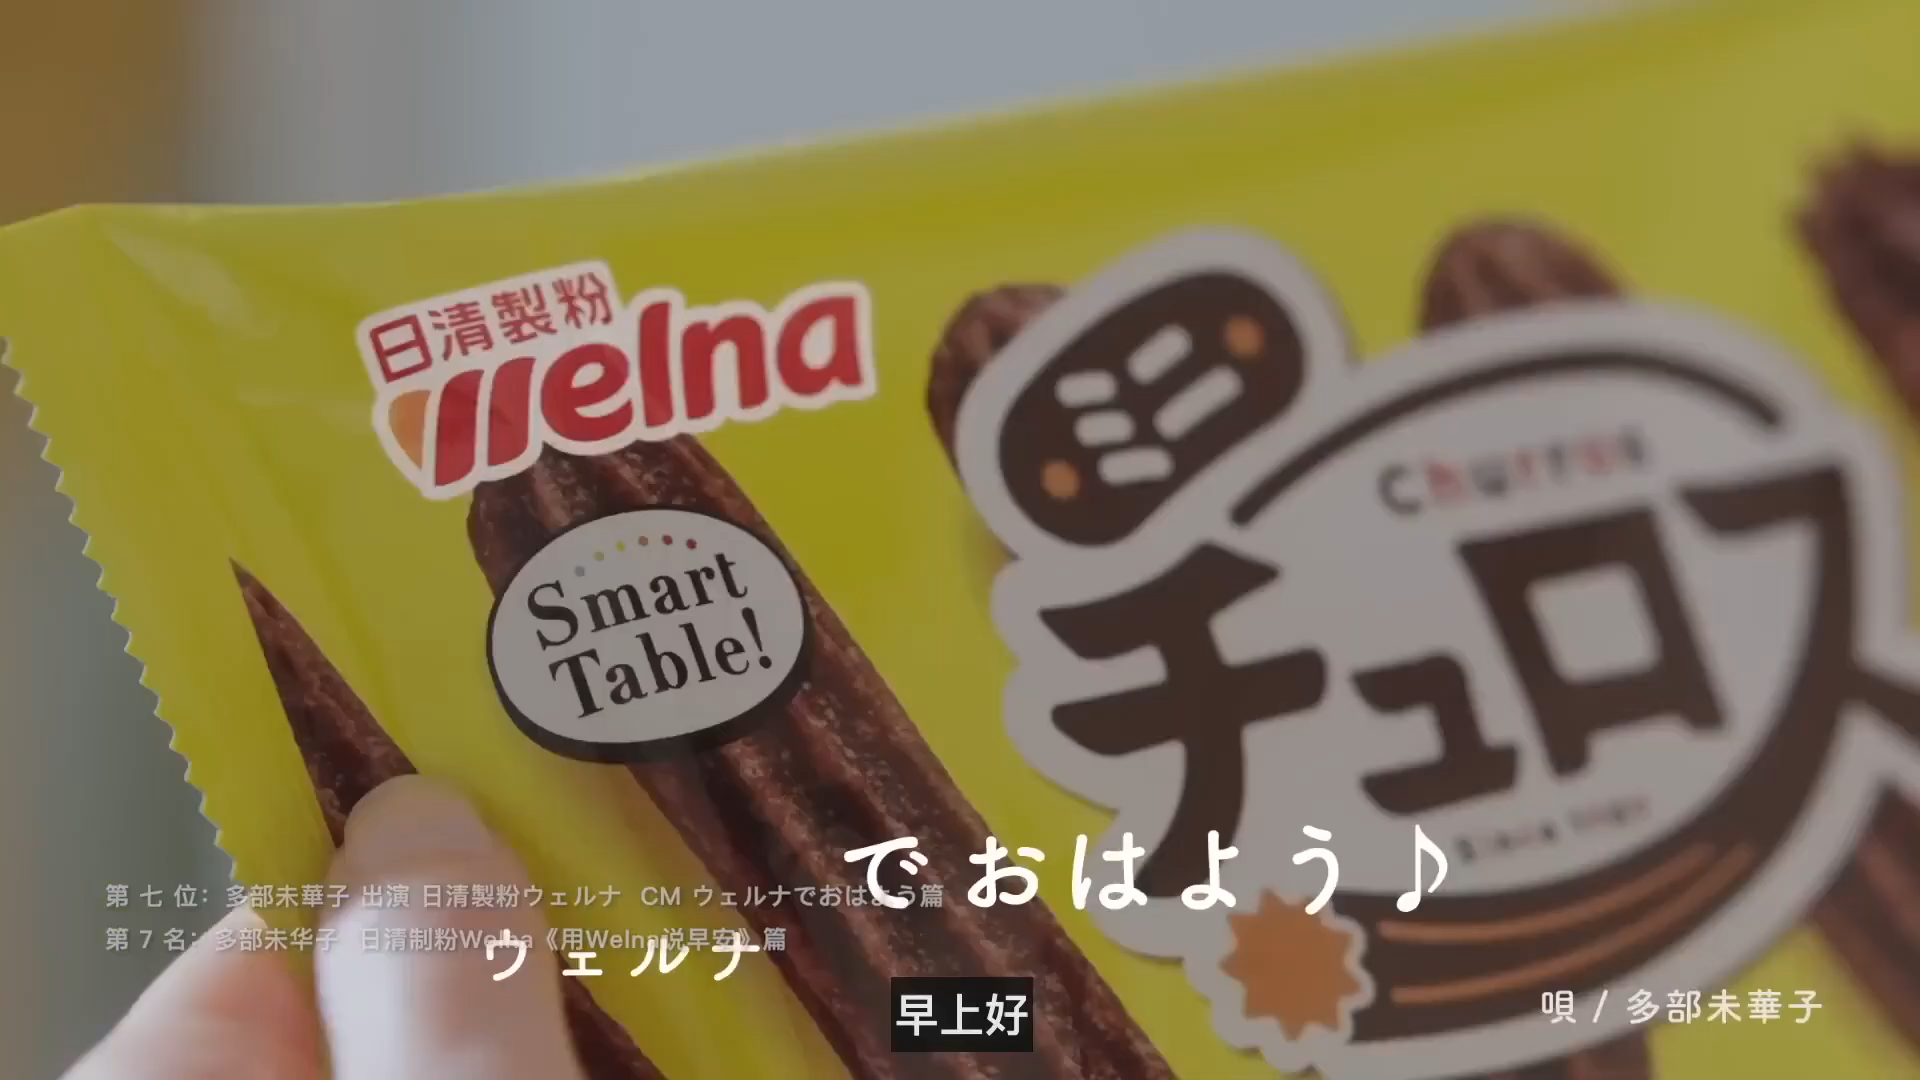 日清製粉
Welna
ミニ
Churros
チュロス
Smart
Table!
Since
でおはよう♪
第 七 位: 多部未華子 出演 日清製粉ウェルナ CM ウェルナでおはよう篇
第 7 名: 多部未华子 日清制粉Welna《用Welna说早安》篇
ウェルナ
早上好
唄 / 多部未華子